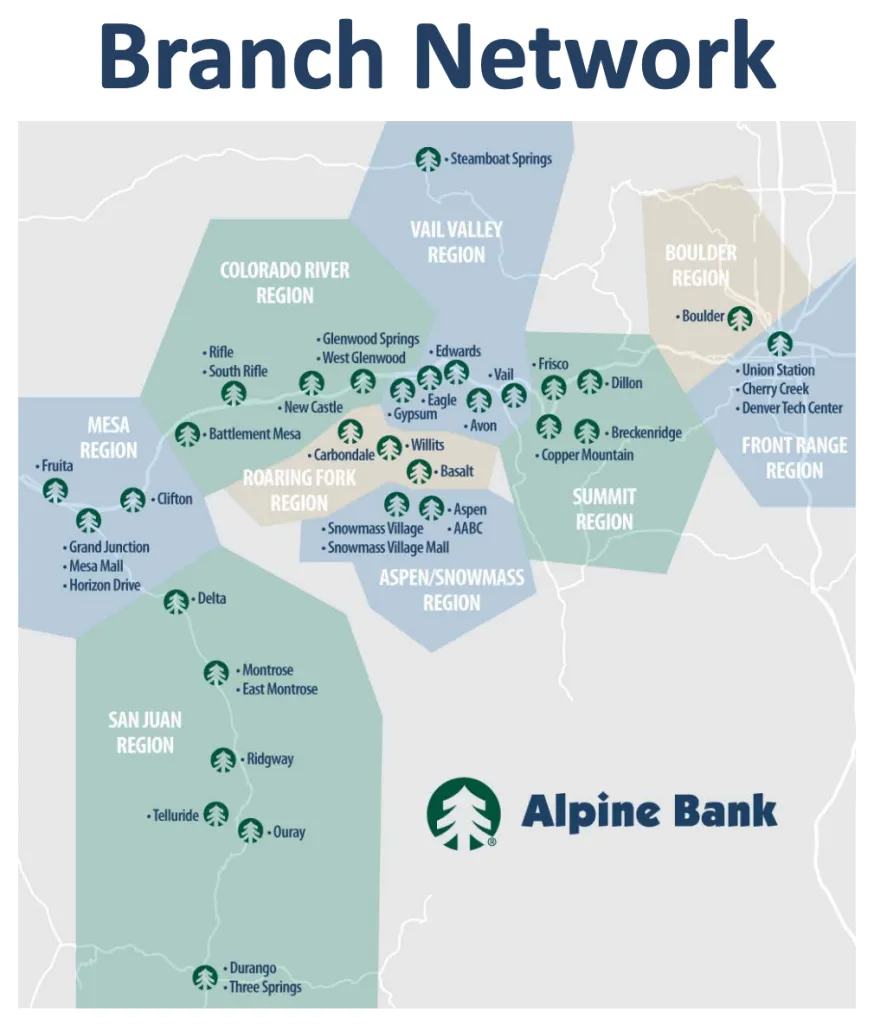 Branch Network
• Steamboat Springs
VAIL VALLEY
REGION
BOULDER
REGION
COLORADO RIVER
REGION
• Boulder
• Glenwood Springs
• West Glenwood
• Edwards
• Rifle
• South Rifle
• Vail
• Frisco
• Dillon
• Union Station
• Cherry Creek
• Denver Tech Center
• New Castle
• Eagle
• Gypsum
• Avon
MESA
REGION
• Battlement Mesa
• Carbondale
• Willits
• Breckenridge
• Copper Mountain
FRONT RANGE
REGION
• Fruita
ROARING FORK
REGION
• Basalt
• Clifton
SUMMIT
REGION
• Snowmass Village
• Snowmass Village Mall
• Aspen
• AABC
• Grand Junction
• Mesa Mall
• Horizon Drive
ASPEN/SNOWMASS
REGION
• Delta
• Montrose
• East Montrose
SAN JUAN
REGION
• Ridgway
• Telluride
• Ouray
Alpine Bank
®
• Durango
• Three Springs